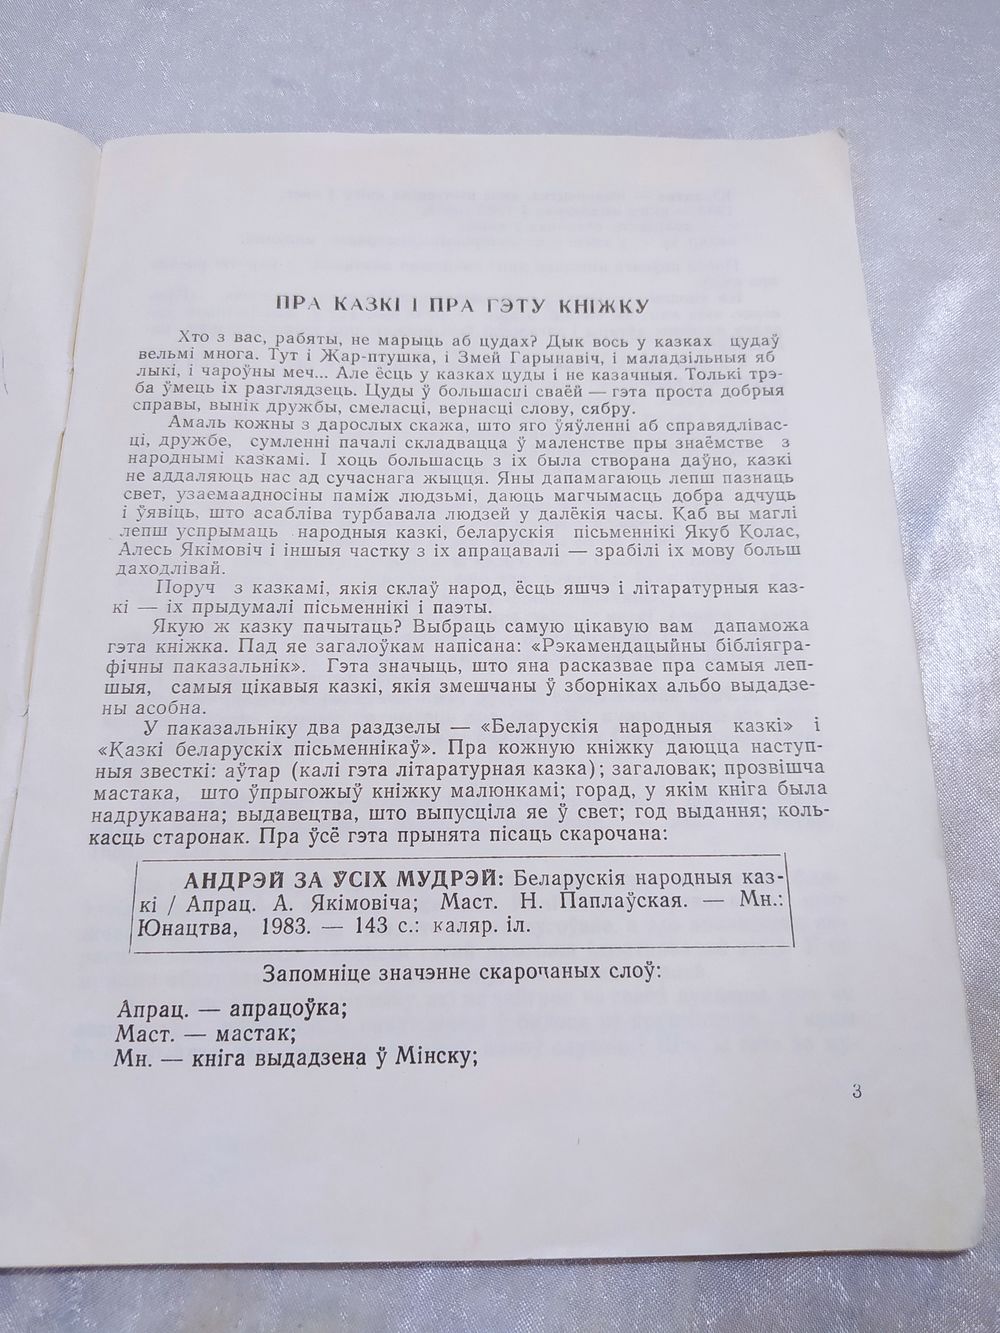 ПРА КАЗКІ І ПРА ГЭТУ КНІЖКУ
Хто з вас, рабяты, не марыць аб цудах? Дык вось у казках цудаў
вельмі многа. Тут і Жар-птушка, і Змей Гарынавіч, і маладзільныя яб
лыкі, і чароўны меч... Але ёсць у казках цуды і не казачныя. Толькі трэ-
ба ўмець іх разглядзець. Цуды ў большасці сваёй — гэта проста добрыя
справы, вынік дружбы, смеласці, вернасці слову, сябру.
Амаль кожны з дарослых скажа, што яго ўяўленні аб справядлівас-
ці, дружбе, сумленні пачалі складвацца ў маленстве пры знаёмстве з
народнымі казкамі. І хоць большасць з іх была створана даўно, казкі
не аддаляюць нас ад сучаснага жыцця. Яны дапамагаюць лепш пазнаць
свет, узаемаадносіны паміж людзьмі, даюць магчымасць добра адчуць
і ўявіць, што асабліва турбавала людзей у далёкія часы. Каб вы маглі
лепш успрымаць народныя казкі, беларускія пісьменнікі Якуб Колас,
Алесь Якімовіч і іншыя частку з іх апрацавалі — зрабілі іх мову больш
даходлівай.
Поруч з казкамі, якія склаў народ, ёсць яшчэ і літаратурныя каз-
кі — іх прыдумалі пісьменнікі і паэты.
Якую ж казку пачытаць? Выбраць самую цікавую вам дапаможа
гэта кніжка. Пад яе загалоўкам напісана: «Рэкамендацыйны бібліягра-
фічны паказальнік». Гэта значыць, што яна расказвае пра самыя леп-
шыя, самыя цікавыя казкі, якія змешчаны ў зборніках альбо выдадзе-
ны асобна.
У паказальніку два раздзелы — «Беларускія народныя казкі» і
«Казкі беларускіх пісьменнікаў». Пра кожную кніжку даюцца наступ-
ныя звесткі: аўтар (калі гэта літаратурная казка); загаловак; прозвішча
мастака, што ўпрыгожыў кніжку малюнкамі; горад, у якім кніга была
надрукавана; выдавецтва, што выпусціла яе ў свет; год выдання; коль-
касць старонак. Пра ўсё гэта прынята пісаць скарочана:
АНДРЭЙ ЗА ЎСІХ МУДРЭЙ: Беларускія народныя каз-
кі / Апрац. А. Якімовіча; Маст. Н. Паплаўская. — Мн.:
Юнацтва, 1983. — 143 с.: каляр. іл.
Запомніце значэнне скарочаных слоў:
Апрац. — апрацоўка;
Маст. — мастак;
Мн. — кніга выдадзена ў Мінску;
3